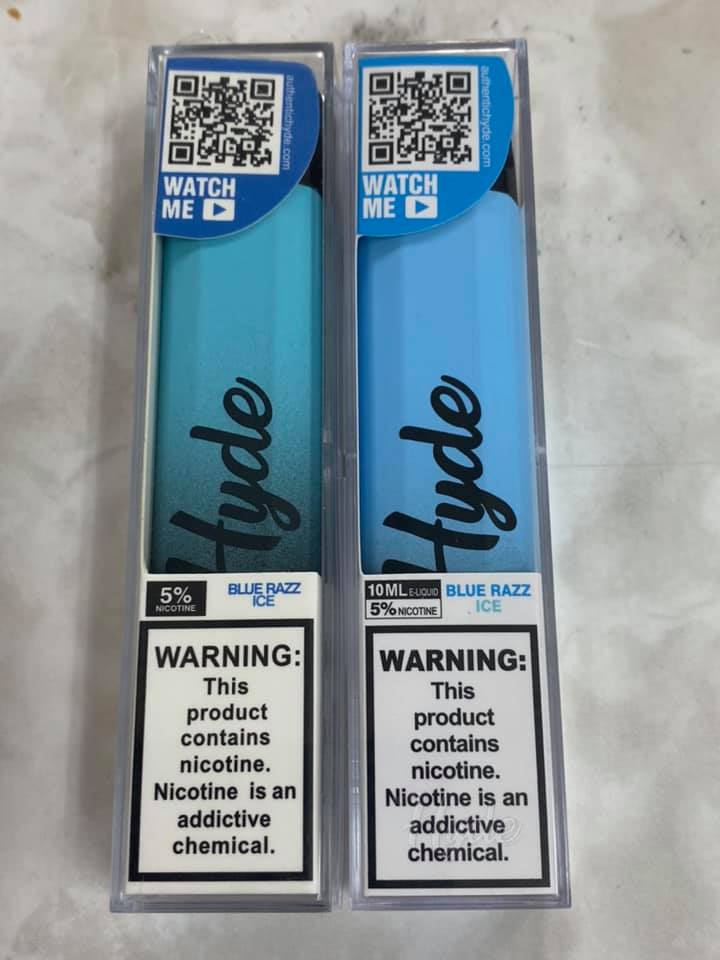 authentichyde.com
WATCH
ME
Hyde
5%
NICOTINE
BLUE RAZZ
ICE
WARNING:
This
product
contains
nicotine.
Nicotine is an
addictive
chemical.
authentichyde.com
WATCH
ME
Hyde
10ML E-LIQUID
5% NICOTINE
BLUE RAZZ
ICE
WARNING:
This
product
contains
nicotine.
Nicotine is an
addictive
chemical.
Hyde